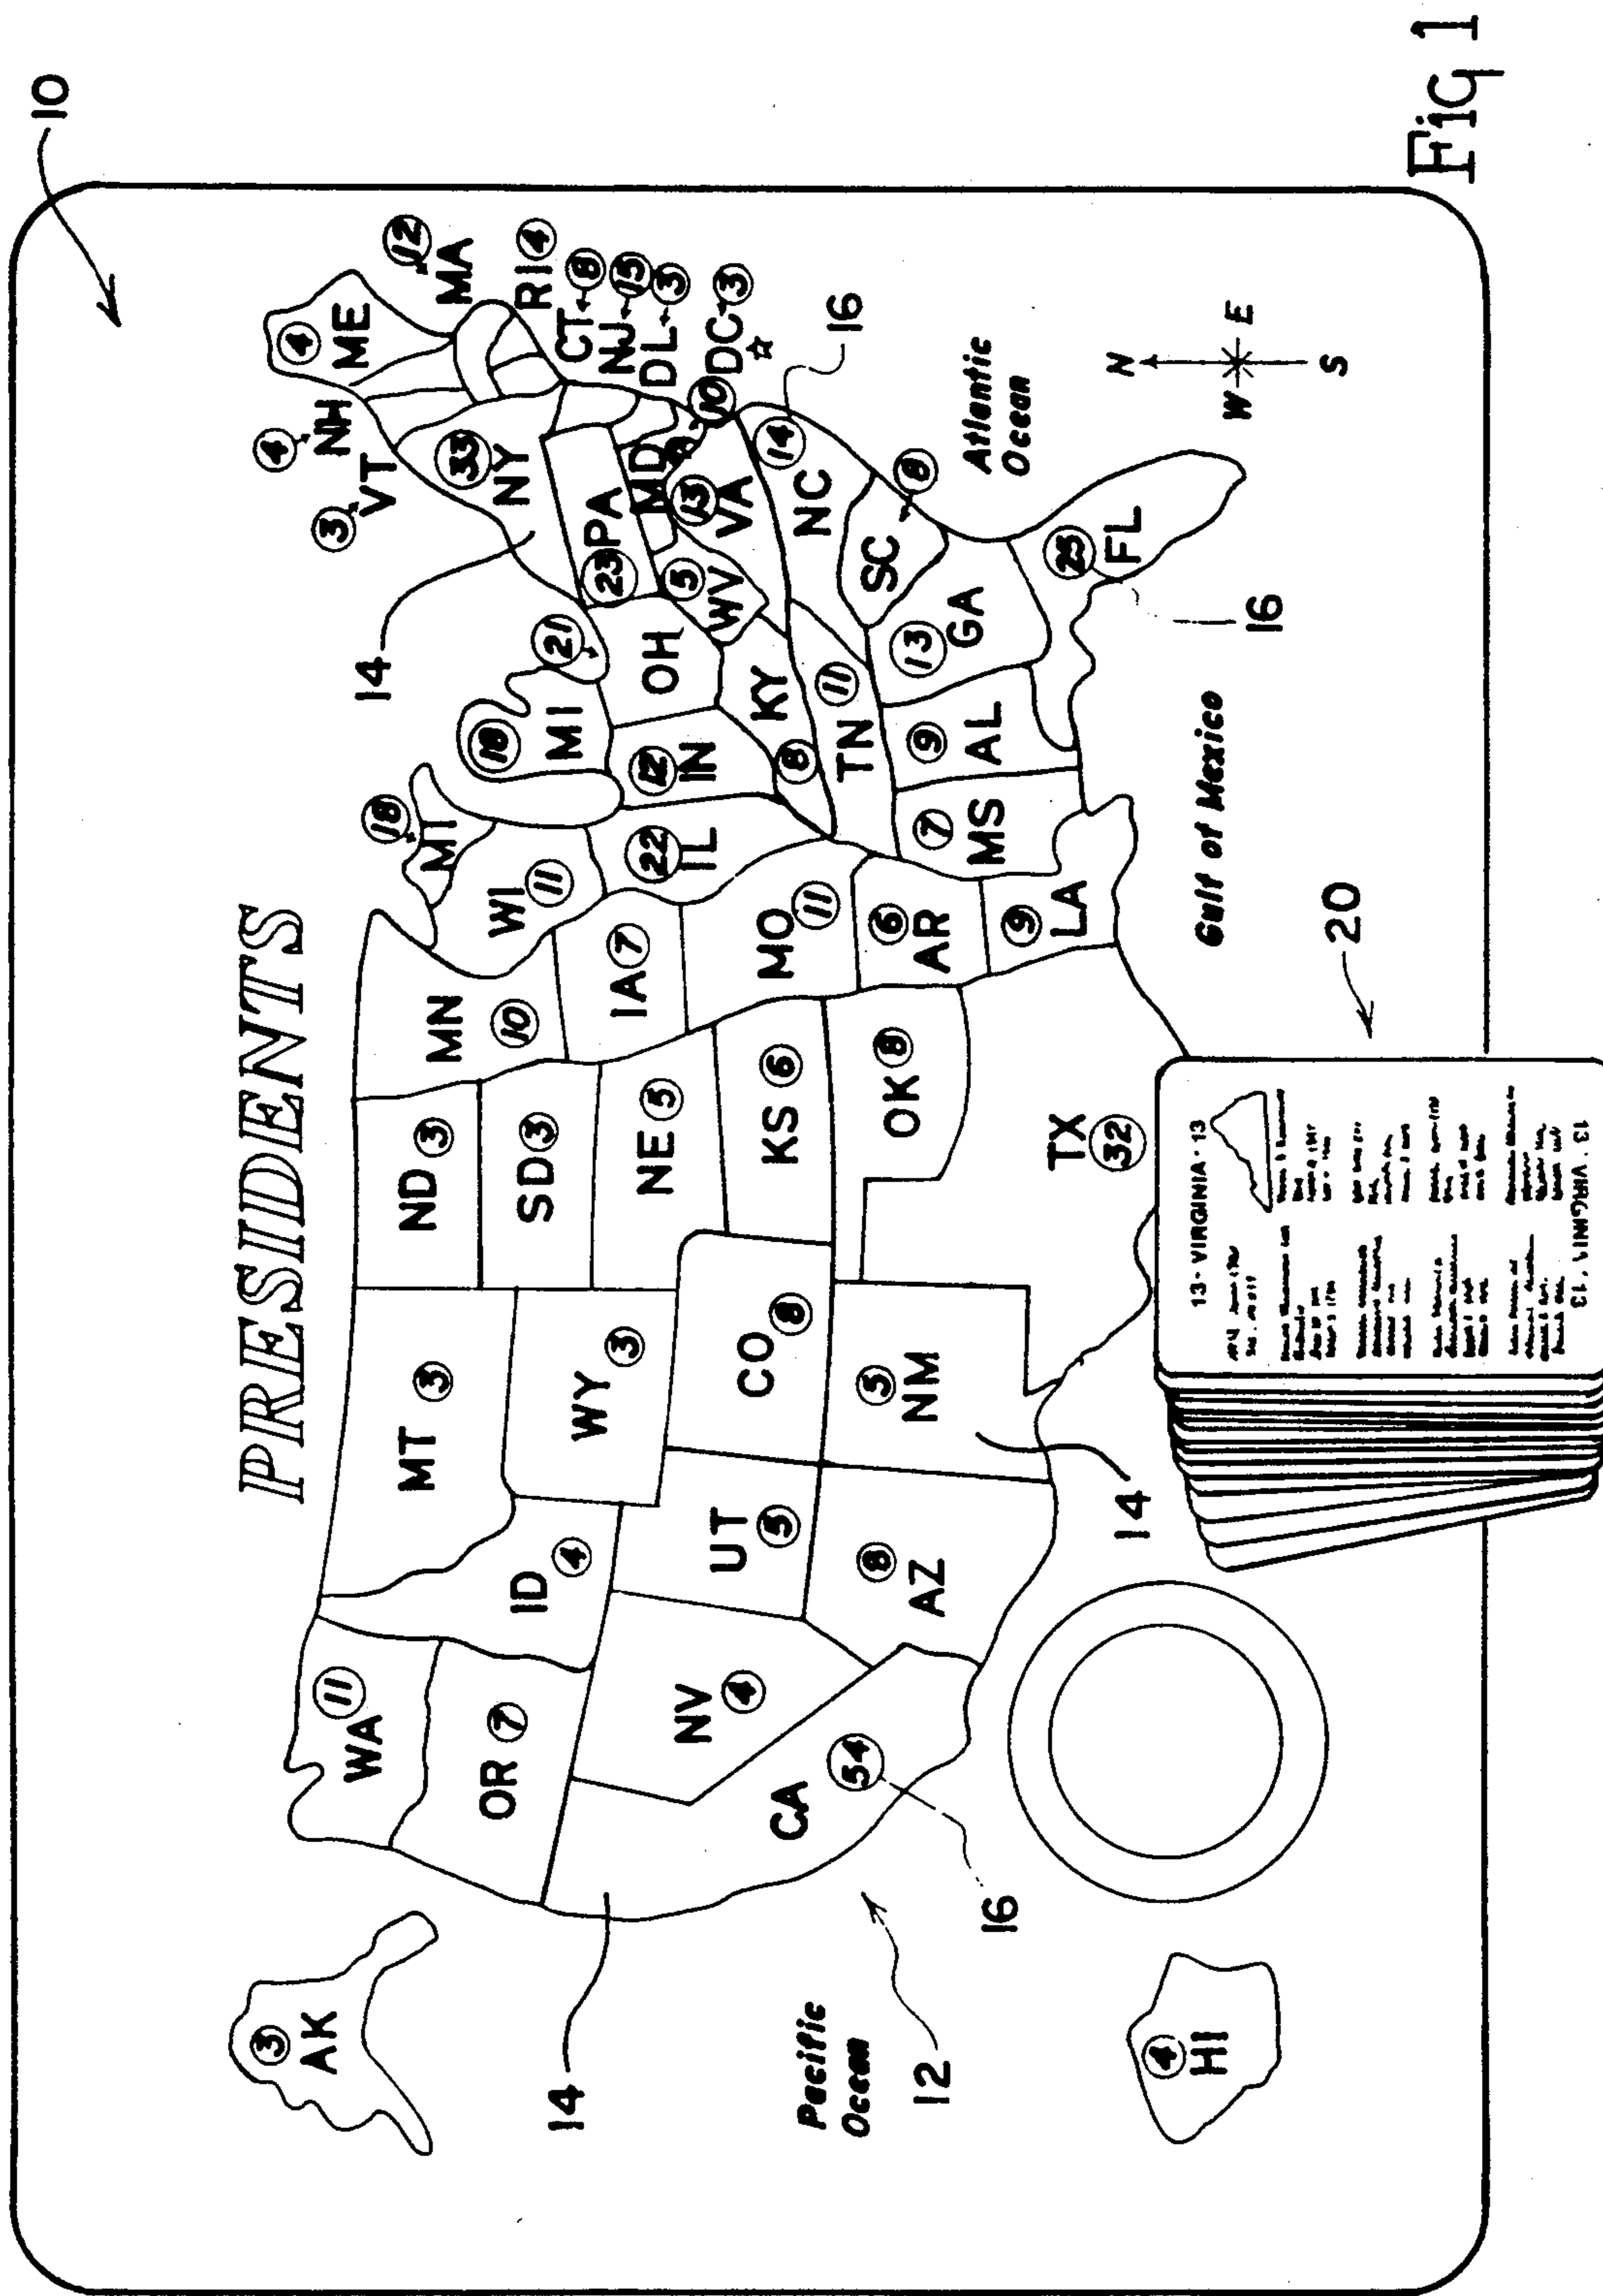 10
PRESIDENTS
3
AK
11
WA
OR 7
ID 4
MT 3
WY 3
NV 4
CA
54
UT
5
AZ
8
CO 8
5
NM
ND 3
SD 3
NE 5
KS 6
OK 8
TX
32
MN
10
IA 7
MO 11
6
AR
9
LA
WI 11
18
MI
18
MI
22
IL
12
IN
21
OH
8
KY
TN 11
7
MS
9
AL
13
GA
25
FL
8
SC
14
NC
13
VA
5
WV
23
PA
MD
10
33
NY
3
VT
4
NH
4
ME
12
MA
RI 4
CT 8
NJ 15
DL 3
DC 3
4
HI
Pacific
Ocean
Atlantic
Ocean
Gulf of Mexico
N
W E
S
14
14
14
16
16
16
12
20
13 · VIRGINIA · 13
13 · VIRGINIA · 13
Fig 1